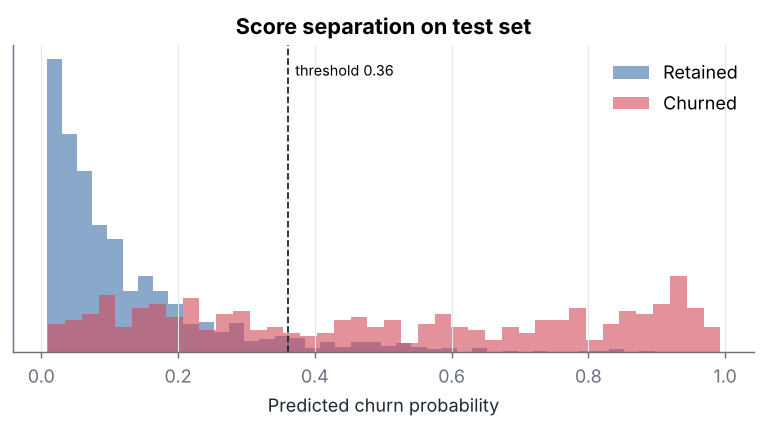 Score separation on test set
threshold 0.36
Retained
Churned
0.0 0.2 0.4 0.6 0.8 1.0
Predicted churn probability